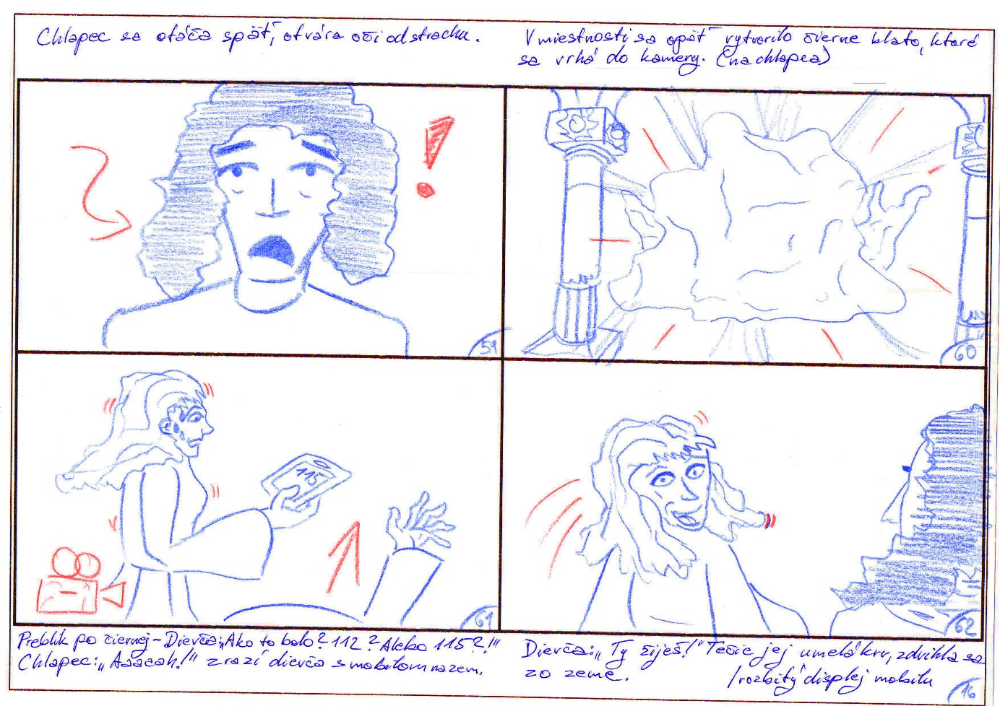 Chlapec sa otáča späť, otvára oči od strachu.
V miestnosti sa opäť vytvorilo čierne blato, ktoré
sa vrhá do kamery. (na chlapca)
59
60
115
61
62
Preblik po čiernej - Dievča: „Ako to bolo? 112? Alebo 115?!"
Chlapec: „Aaaaah!" zrazí dievča s mobilom na zem.
Dievča: „Ty žiješ!" Tečie jej umelá krv, zdvihla sa
zo zeme.
/rozbitý displej mobilu
16